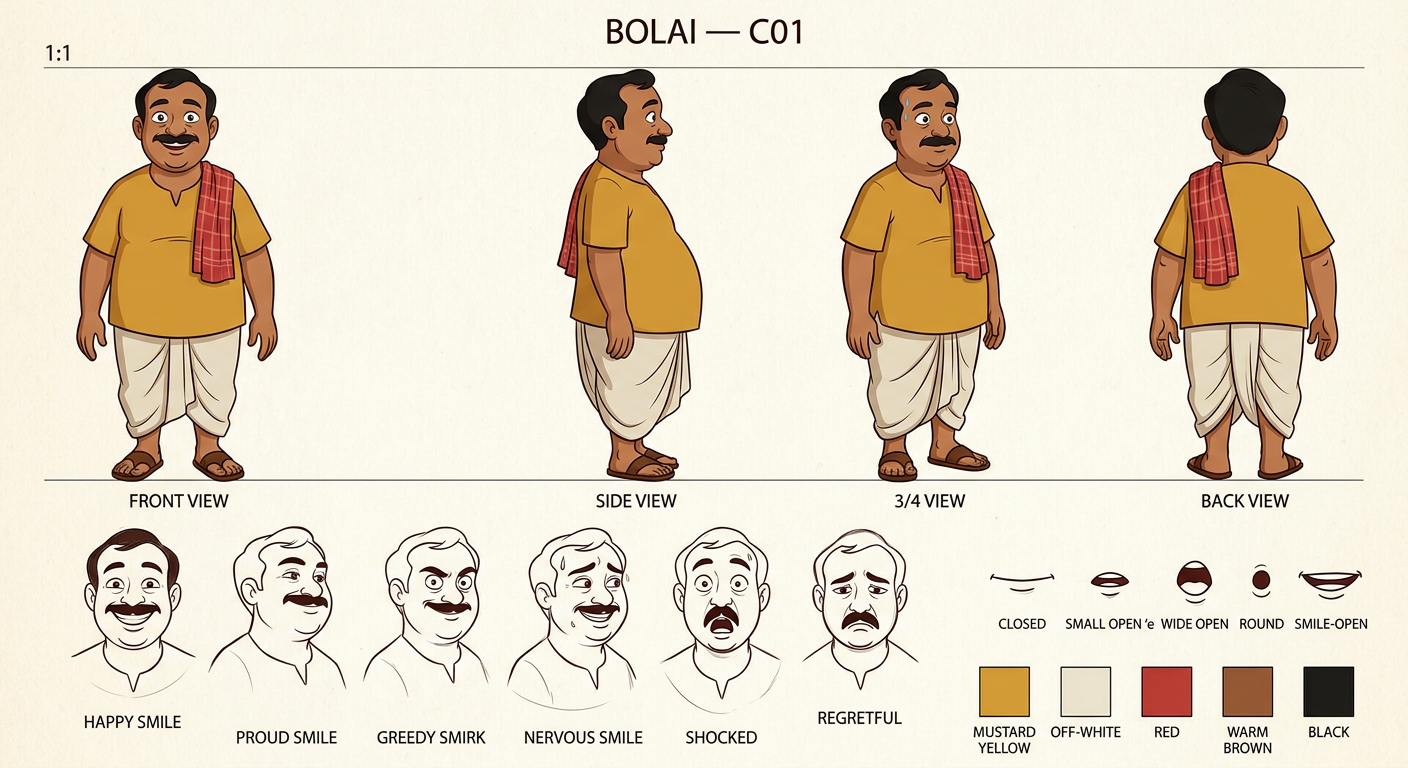 BOLAI — C01
1:1
FRONT VIEW
SIDE VIEW
3/4 VIEW
BACK VIEW
HAPPY SMILE
PROUD SMILE
GREEDY SMIRK
NERVOUS SMILE
SHOCKED
REGRETFUL
CLOSED
SMALL OPEN 'e
WIDE OPEN
ROUND
SMILE-OPEN
MUSTARD
YELLOW
OFF-WHITE
RED
WARM
BROWN
BLACK